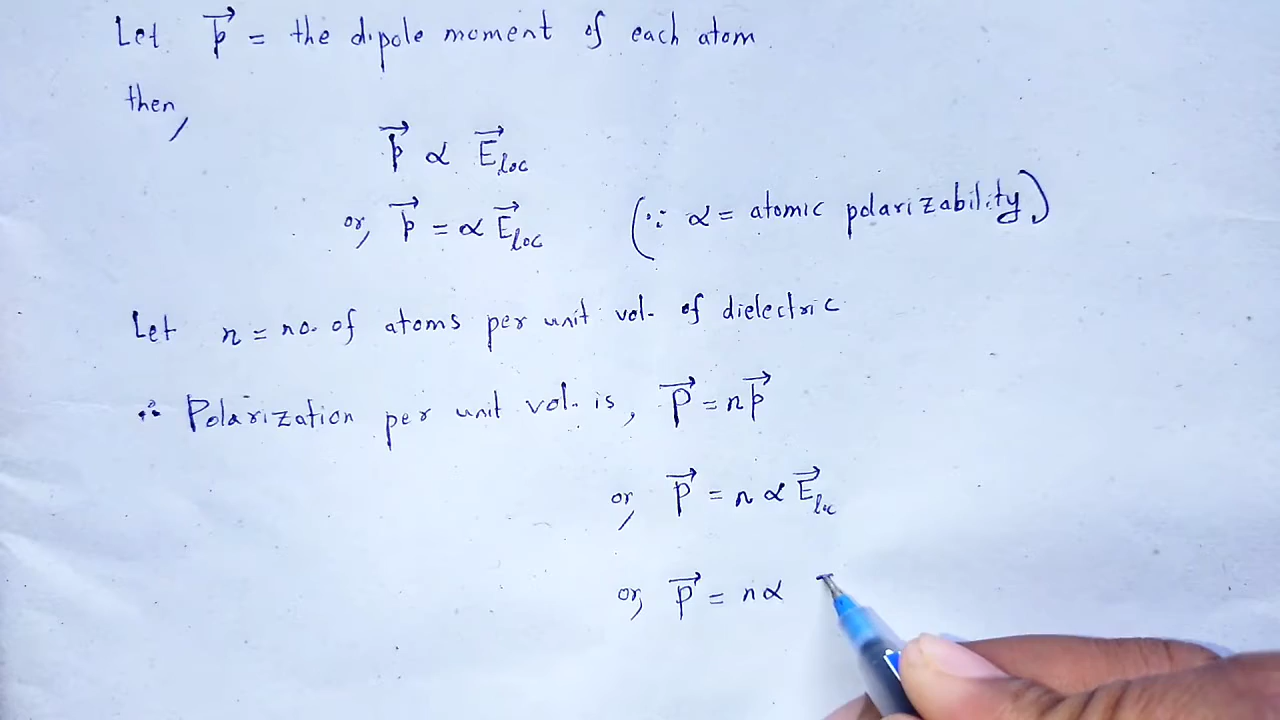 Let p⃗ = the dipole moment of each atom
then,
p⃗ ∝ E⃗loc
or, p⃗ = α E⃗loc (∵ α = atomic polarizability)
Let n = no. of atoms per unit vol. of dielectric
∴ Polarization per unit vol. is, P⃗ = n p⃗
or, P⃗ = n α E⃗loc
or, P⃗ = n α